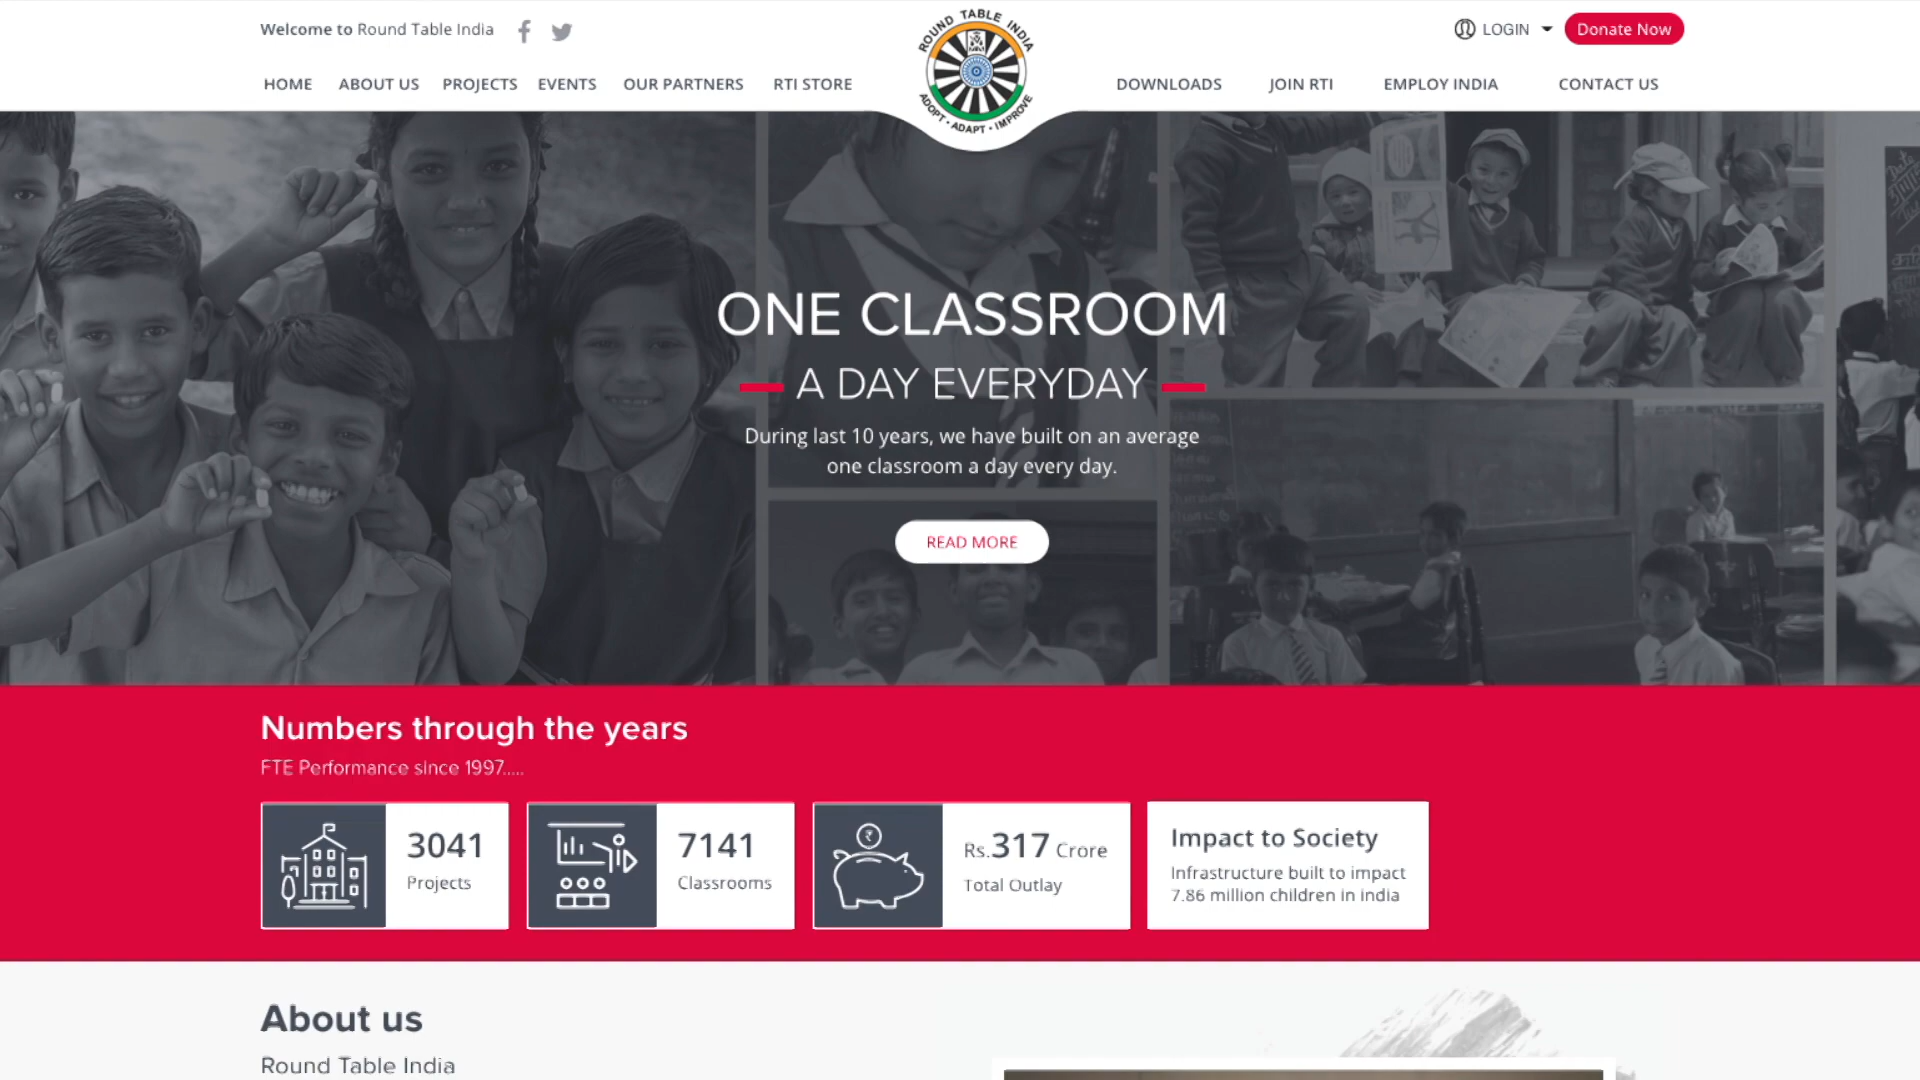 Welcome to Round Table India
LOGIN
Donate Now
ROUND TABLE INDIA
ADOPT · ADAPT · IMPROVE
HOME ABOUT US PROJECTS EVENTS OUR PARTNERS RTI STORE DOWNLOADS JOIN RTI EMPLOY INDIA CONTACT US
ONE CLASSROOM
A DAY EVERYDAY
During last 10 years, we have built on an average
one classroom a day every day.
READ MORE
Numbers through the years
FTE Performance since 1997.....
3041
Projects
7141
Classrooms
Rs.317 Crore
Total Outlay
Impact to Society
Infrastructure built to impact
7.86 million children in india
About us
Round Table India